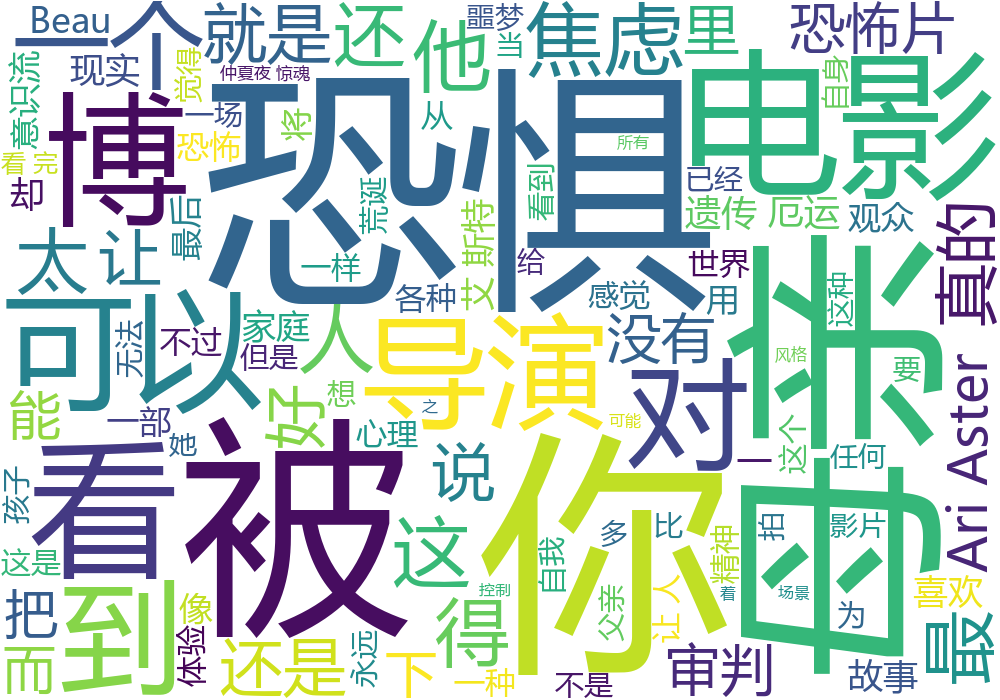 Beau
一个
就是
还
他
噩梦
当
焦虑
里
恐怖片
现实
觉得
仲夏夜 惊魂
意识流
一场
博
恐惧
电影
自身
将
从
所有
看 完
恐怖
却
荒诞
看到
已经
遗传 厄运
观众
最后
太
让
艾 斯特
一样
给
世界
真的
母亲
可以
各种
感觉
用
这种
无法
不过
家庭
但是
人
导演
没有
对
风格
要
能
一部
她
好
想
之
心理
可能
一
这个
任何
Ari Aster
看
被
说
你
孩子
这
多
比
拍
影片
精神
自我
这是
到
像
控制
父亲
让 人
着
场景
为
喜欢
把
而
体验
还是
永远
下
得
一种
不是
审判
故事
最